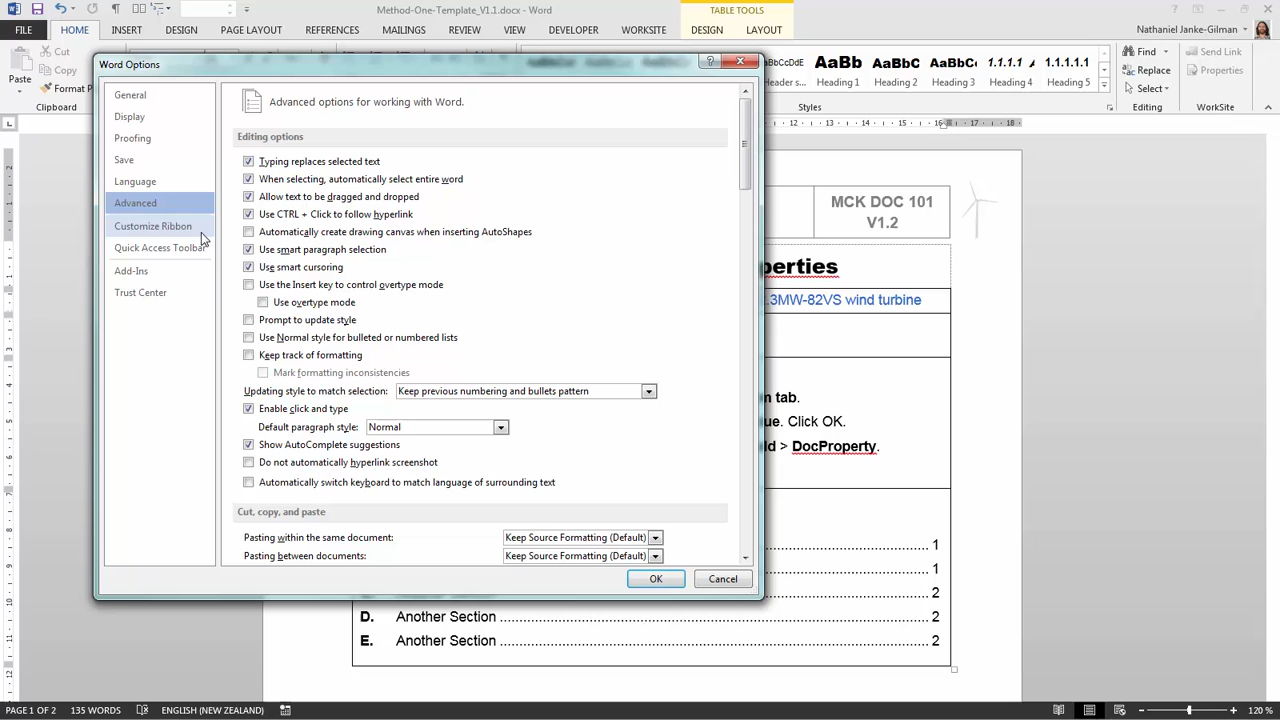 Method-One-Template_V1.1.docx - Word
TABLE TOOLS
FILE HOME INSERT DESIGN PAGE LAYOUT REFERENCES MAILINGS REVIEW VIEW DEVELOPER WORKSITE DESIGN LAYOUT
Nathaniel Janke-Gilman
Cut
Copy
Format P
Paste
Clipboard
Heading 1 Heading 2 Heading 3 Heading 4 Heading 5
Styles
Find
Replace
Select
Editing
Send Link
Properties
WorkSite
Word Options
General
Display
Proofing
Save
Language
Advanced
Customize Ribbon
Quick Access Toolbar
Add-Ins
Trust Center
Advanced options for working with Word.
Editing options
Typing replaces selected text
When selecting, automatically select entire word
Allow text to be dragged and dropped
Use CTRL + Click to follow hyperlink
Automatically create drawing canvas when inserting AutoShapes
Use smart paragraph selection
Use smart cursoring
Use the Insert key to control overtype mode
Use overtype mode
Prompt to update style
Use Normal style for bulleted or numbered lists
Keep track of formatting
Mark formatting inconsistencies
Updating style to match selection: Keep previous numbering and bullets pattern
Enable click and type
Default paragraph style: Normal
Show AutoComplete suggestions
Do not automatically hyperlink screenshot
Automatically switch keyboard to match language of surrounding text
Cut, copy, and paste
Pasting within the same document: Keep Source Formatting (Default)
Pasting between documents: Keep Source Formatting (Default)
OK Cancel
MCK DOC 101
V1.2
perties
.3MW-82VS wind turbine
m tab.
ue. Click OK.
ld > DocProperty.
1
1
2
D. Another Section 2
E. Another Section 2
PAGE 1 OF 2 135 WORDS ENGLISH (NEW ZEALAND) 120 %